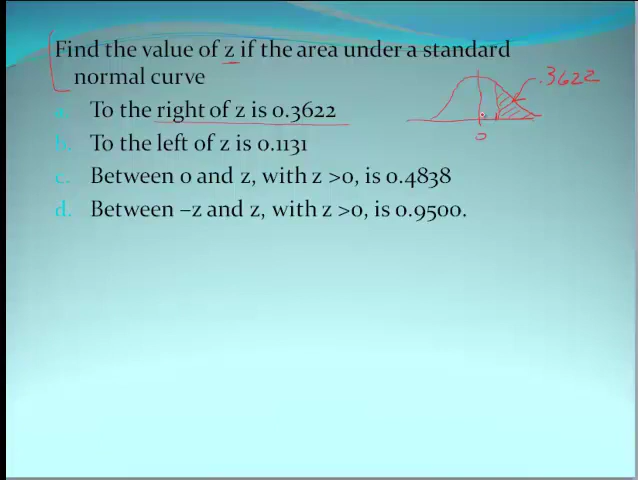 Find the value of z if the area under a standard
normal curve
a. To the right of z is 0.3622
.3622
b. To the left of z is 0.1131
0
c. Between 0 and z, with z >0, is 0.4838
d. Between –z and z, with z >0, is 0.9500.